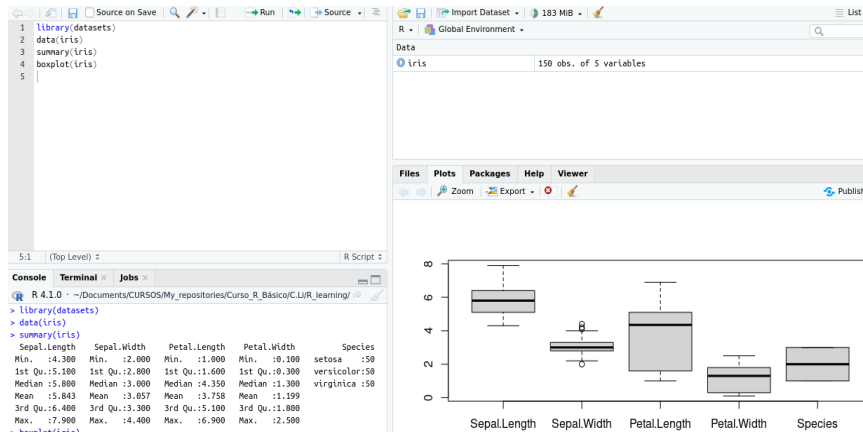 Source on Save
Run
Source
1 library(datasets)
2 data(iris)
3 summary(iris)
4 boxplot(iris)
5
5:1 (Top Level) R Script
Console Terminal Jobs
R 4.1.0 · ~/Documents/CURSOS/My_repositories/Curso_R_Básico/C.Li/R_learning/
> library(datasets)
> data(iris)
> summary(iris)
Sepal.Length Sepal.Width Petal.Length Petal.Width Species
Min. :4.300 Min. :2.000 Min. :1.000 Min. :0.100 setosa :50
1st Qu.:5.100 1st Qu.:2.800 1st Qu.:1.600 1st Qu.:0.300 versicolor:50
Median :5.800 Median :3.000 Median :4.350 Median :1.300 virginica :50
Mean :5.843 Mean :3.057 Mean :3.758 Mean :1.199
3rd Qu.:6.400 3rd Qu.:3.300 3rd Qu.:5.100 3rd Qu.:1.800
Max. :7.900 Max. :4.400 Max. :6.900 Max. :2.500
> boxplot(iris)
Import Dataset 183 MiB List
R Global Environment
Data
iris 150 obs. of 5 variables
Files Plots Packages Help Viewer
Zoom Export Publish
8
6
4
2
0
Sepal.Length Sepal.Width Petal.Length Petal.Width Species